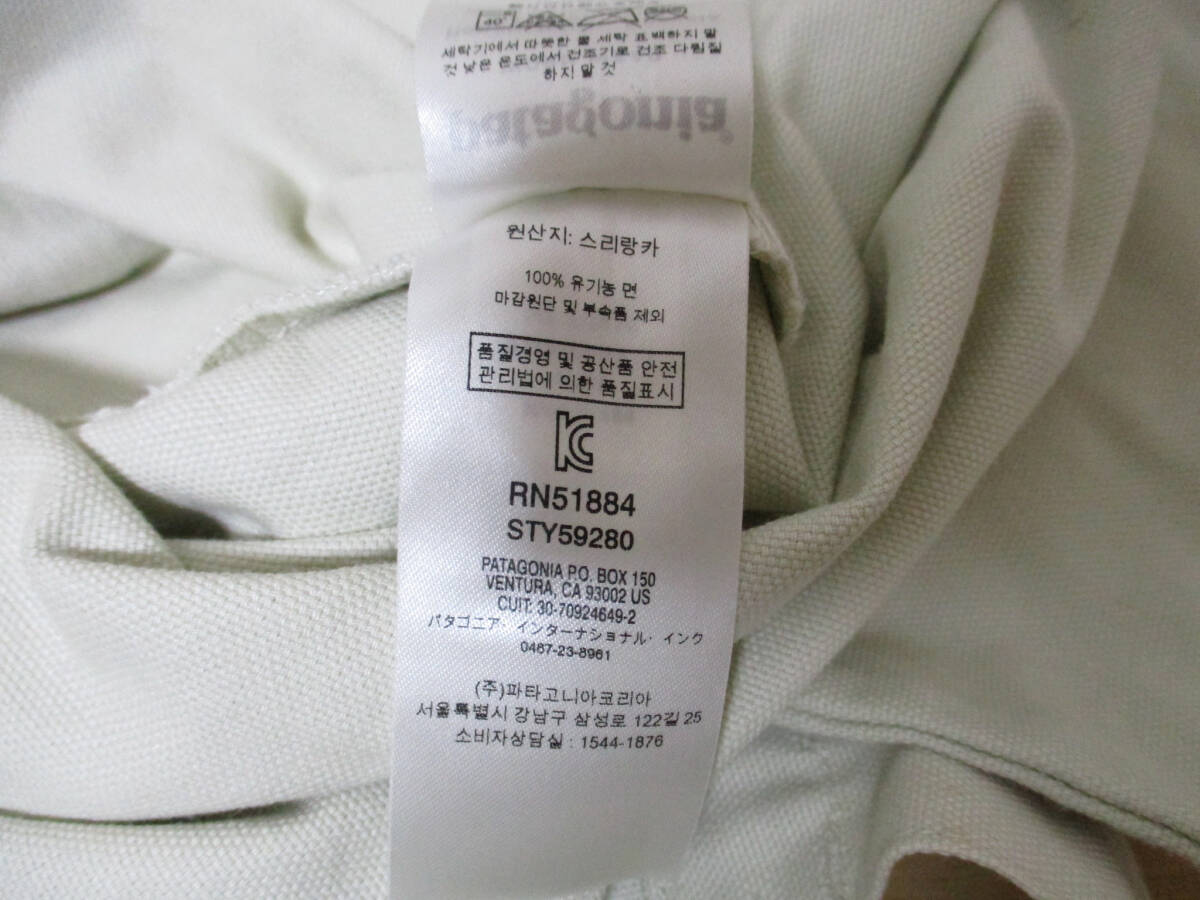 40°
세탁기에서 따뜻한 물 세탁 표백하지 말
것 낮은 온도에서 건조기로 건조 다림질
하지 말 것
patagonia
원산지: 스리랑카
100% 유기농 면
마감원단 및 부속품 제외
품질경영 및 공산품 안전
관리법에 의한 품질표시
RN51884
STY59280
PATAGONIA P.O. BOX 150
VENTURA, CA 93002 US
CUIT: 30-70924649-2
パタゴニア・インターナショナル・インク
0467-23-8961
(주)파타고니아코리아
서울특별시 강남구 삼성로 122길 25
소비자상담실 : 1544-1876